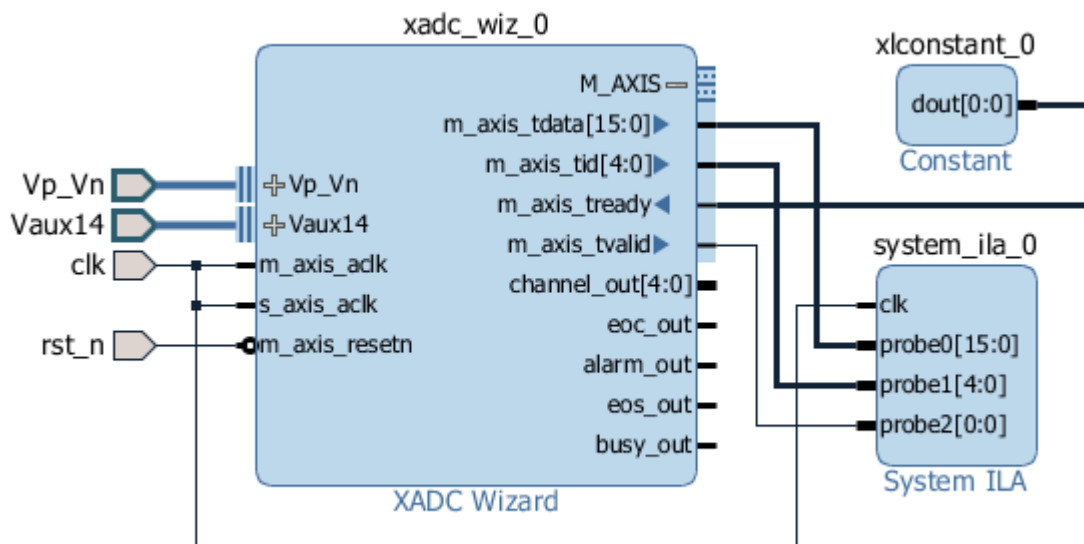 xadc_wiz_0
M_AXIS
m_axis_tdata[15:0]
m_axis_tid[4:0]
m_axis_tready
m_axis_tvalid
channel_out[4:0]
eoc_out
alarm_out
eos_out
busy_out
Vp_Vn
Vp_Vn
Vaux14
Vaux14
clk
m_axis_aclk
s_axis_aclk
rst_n
m_axis_resetn
XADC Wizard
xlconstant_0
dout[0:0]
Constant
system_ila_0
clk
probe0[15:0]
probe1[4:0]
probe2[0:0]
System ILA